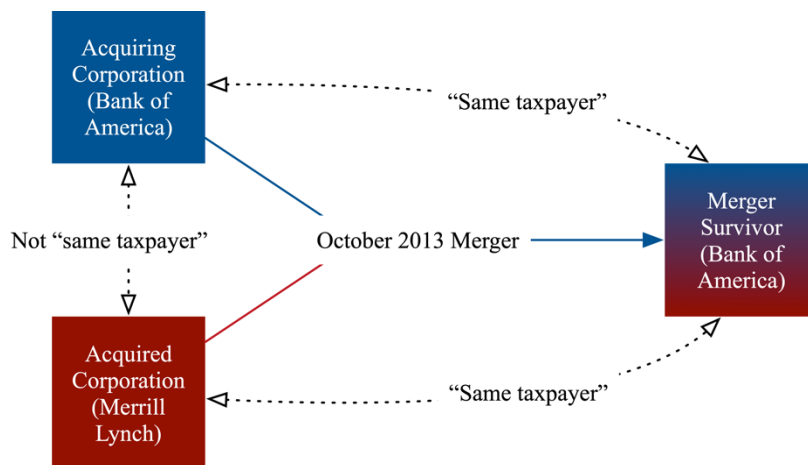 Acquiring
Corporation
(Bank of
America)
“Same taxpayer”
Merger
Survivor
(Bank of
America)
Not “same taxpayer”
October 2013 Merger
Acquired
Corporation
(Merrill
Lynch)
“Same taxpayer”